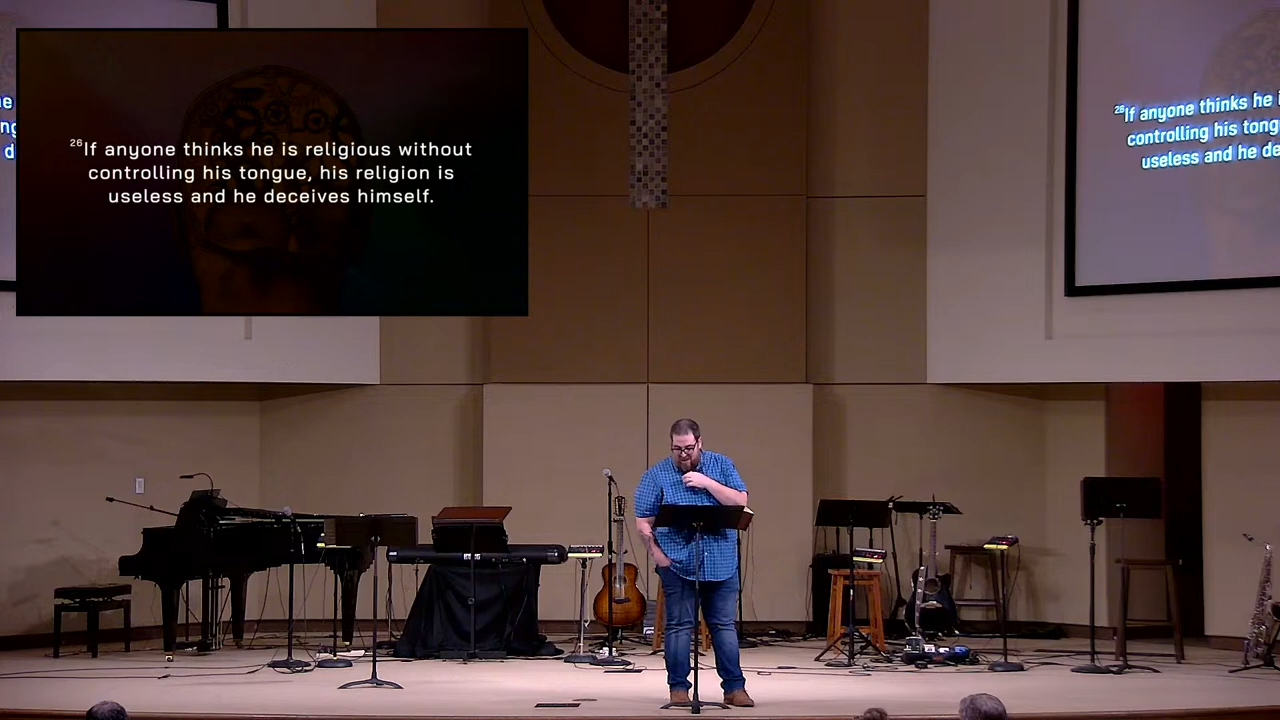 ²⁶If anyone thinks he is religious without
controlling his tongue, his religion is
useless and he deceives himself.
²⁶If anyone thinks he
controlling his tong
useless and he de